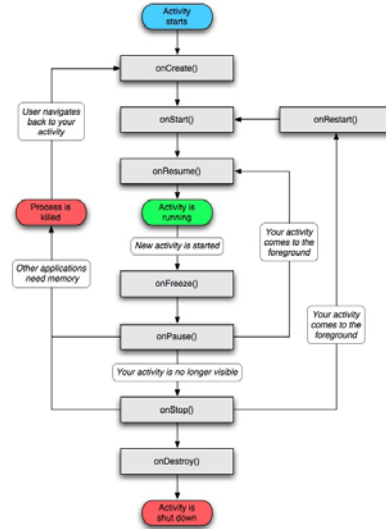 Activity
starts
onCreate()
User navigates
back to your
activity
onStart()
onRestart()
onResume()
Process is
killed
Activity is
running
New activity is started
Your activity
comes to the
foreground
Other applications
need memory
onFreeze()
Your activity
comes to the
foreground
onPause()
Your activity is no longer visible
onStop()
onDestroy()
Activity is
shut down